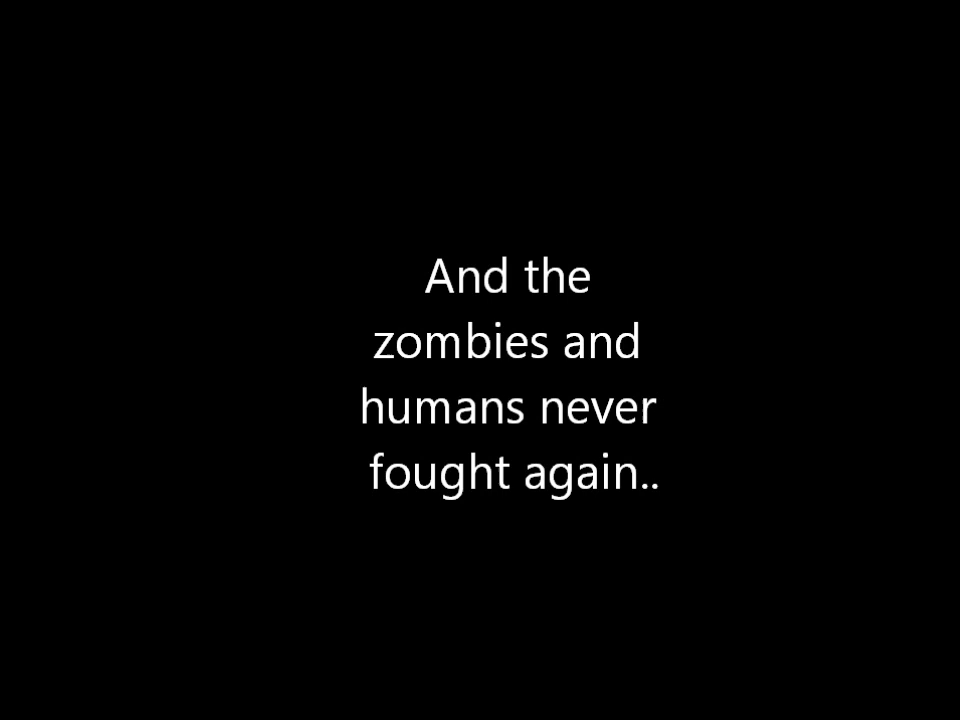 And the
zombies and
humans never
fought again..